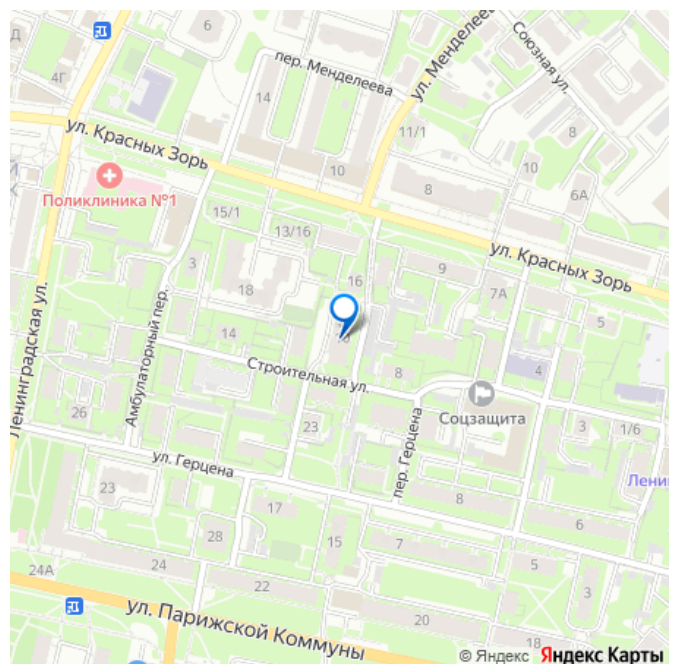 6
Д
4Г
пер. Менделеева
ул. Менделеева
Союзная ул.
14
11/1
8
ул. Красных Зорь
10
10
8
6А
Поликлиника №1
15/1
13/16
ул. Красных Зорь
3
9
16
18
7А
5
Ленинградская ул.
Амбулаторный пер.
14
Строительная ул.
8
4
Соцзащита
26
23
3
1/6
пер. Герцена
ул. Герцена
Лени
23
8
17
6
28
15
7
24
5
24А
22
3
ул. Парижской Коммуны
20
18
© Яндекс Яндекс Карты